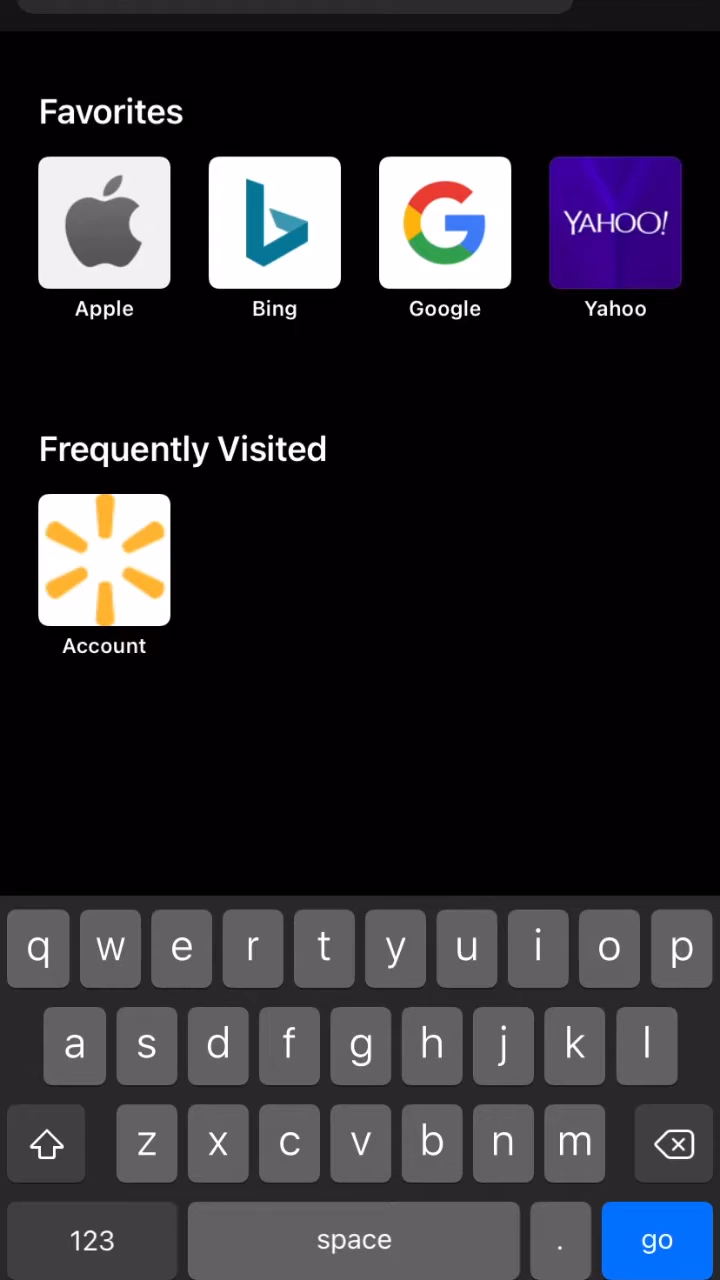 Favorites
YAHOO!
Apple Bing Google Yahoo
Frequently Visited
Account
q w e r t y u i o p
a s d f g h j k l
z x c v b n m
123 space . go